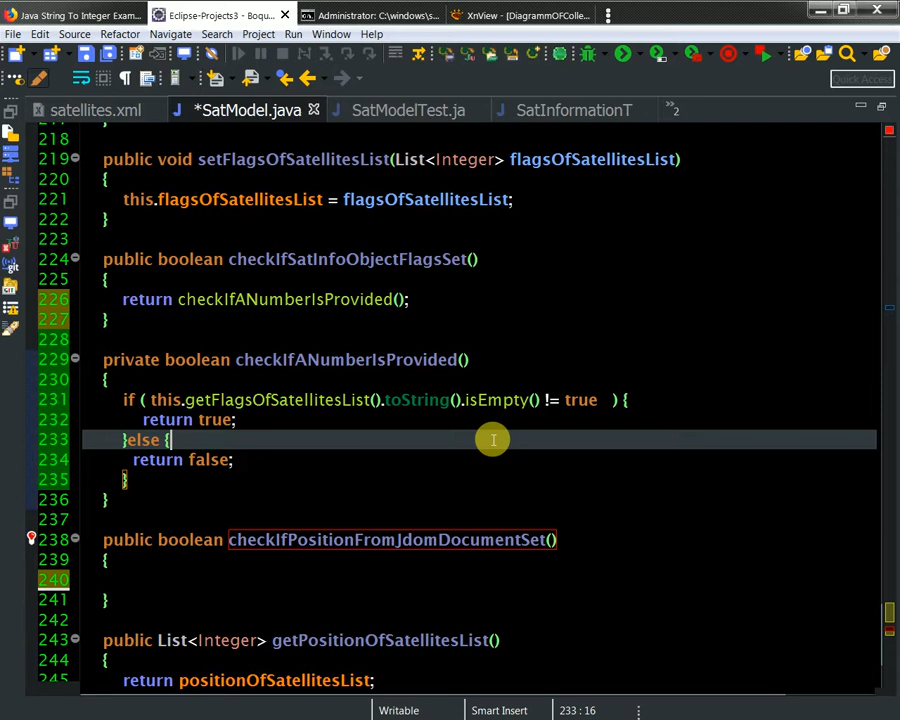 Java String To Integer Exam...
Eclipse-Projects3 - Boqu...
Administrator: C:\windows\s...
XnView - [DiagrammOfColle...
File Edit Source Refactor Navigate Search Project Run Window Help
Quick Access
satellites.xml
*SatModel.java
SatModelTest.ja
SatInformationT
»2
218
219 public void setFlagsOfSatellitesList(List<Integer> flagsOfSatellitesList)
220 {
221 this.flagsOfSatellitesList = flagsOfSatellitesList;
222 }
223
224 public boolean checkIfSatInfoObjectFlagsSet()
225 {
226 return checkIfANumberIsProvided();
227 }
228
229 private boolean checkIfANumberIsProvided()
230 {
231 if ( this.getFlagsOfSatellitesList().toString().isEmpty() != true ) {
232 return true;
233 }else {
234 return false;
235 }
236 }
237
238 public boolean checkIfPositionFromJdomDocumentSet()
239 {
240
241 }
242
243 public List<Integer> getPositionOfSatellitesList()
244 {
245 return positionOfSatellitesList;
Writable Smart Insert 233 : 16